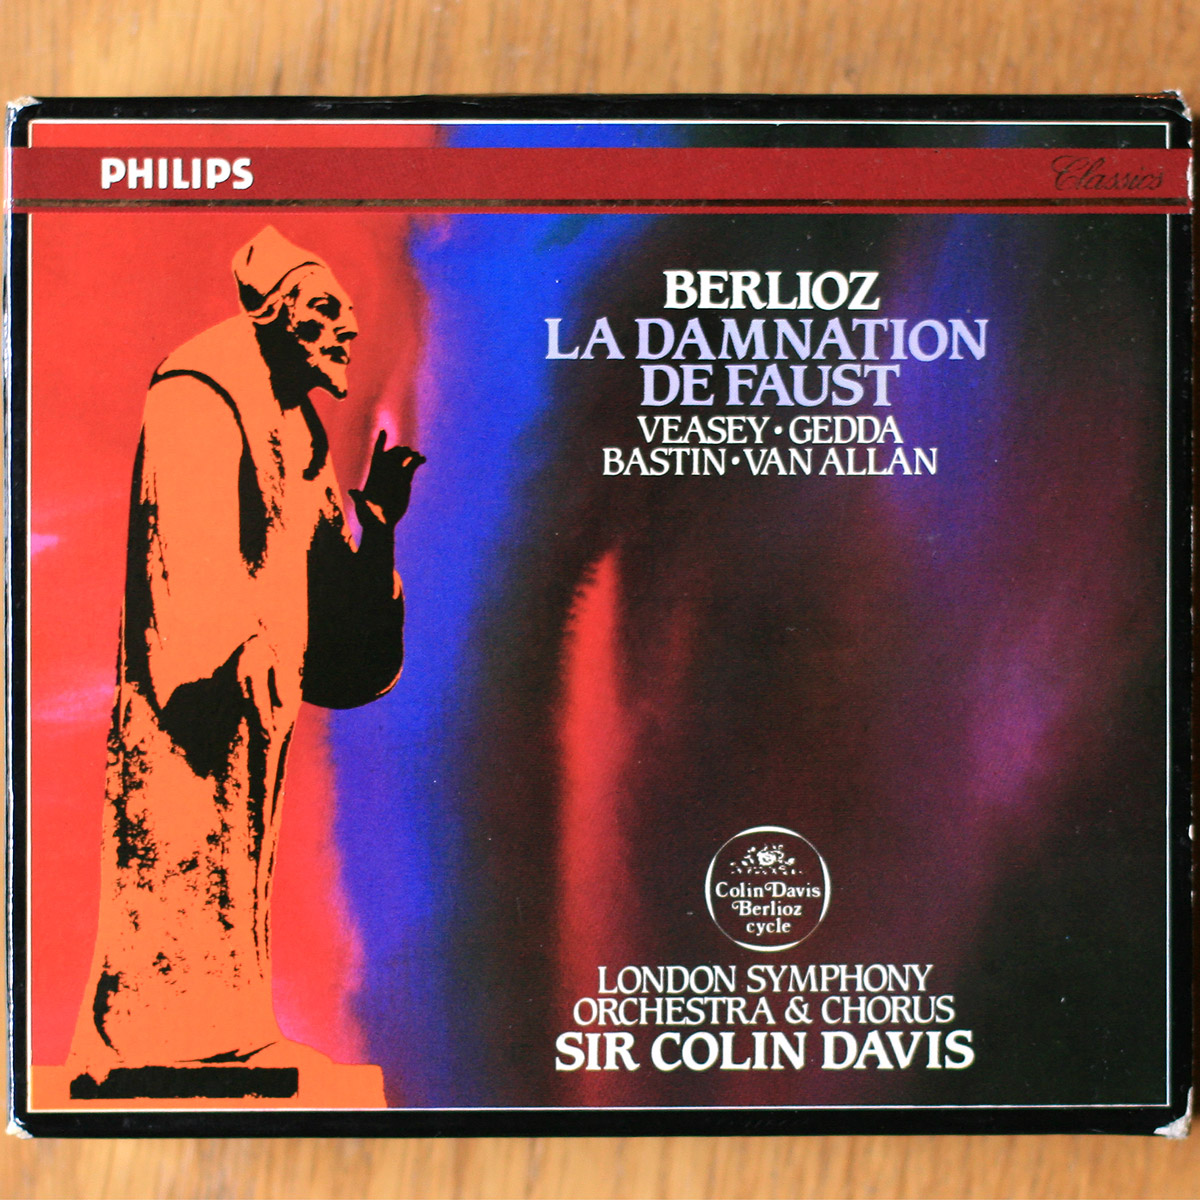 PHILIPS
Classics
BERLIOZ
LA DAMNATION
DE FAUST
VEASEY • GEDDA
BASTIN • VAN ALLAN
Colin Davis
Berlioz
cycle
LONDON SYMPHONY
ORCHESTRA & CHORUS
SIR COLIN DAVIS